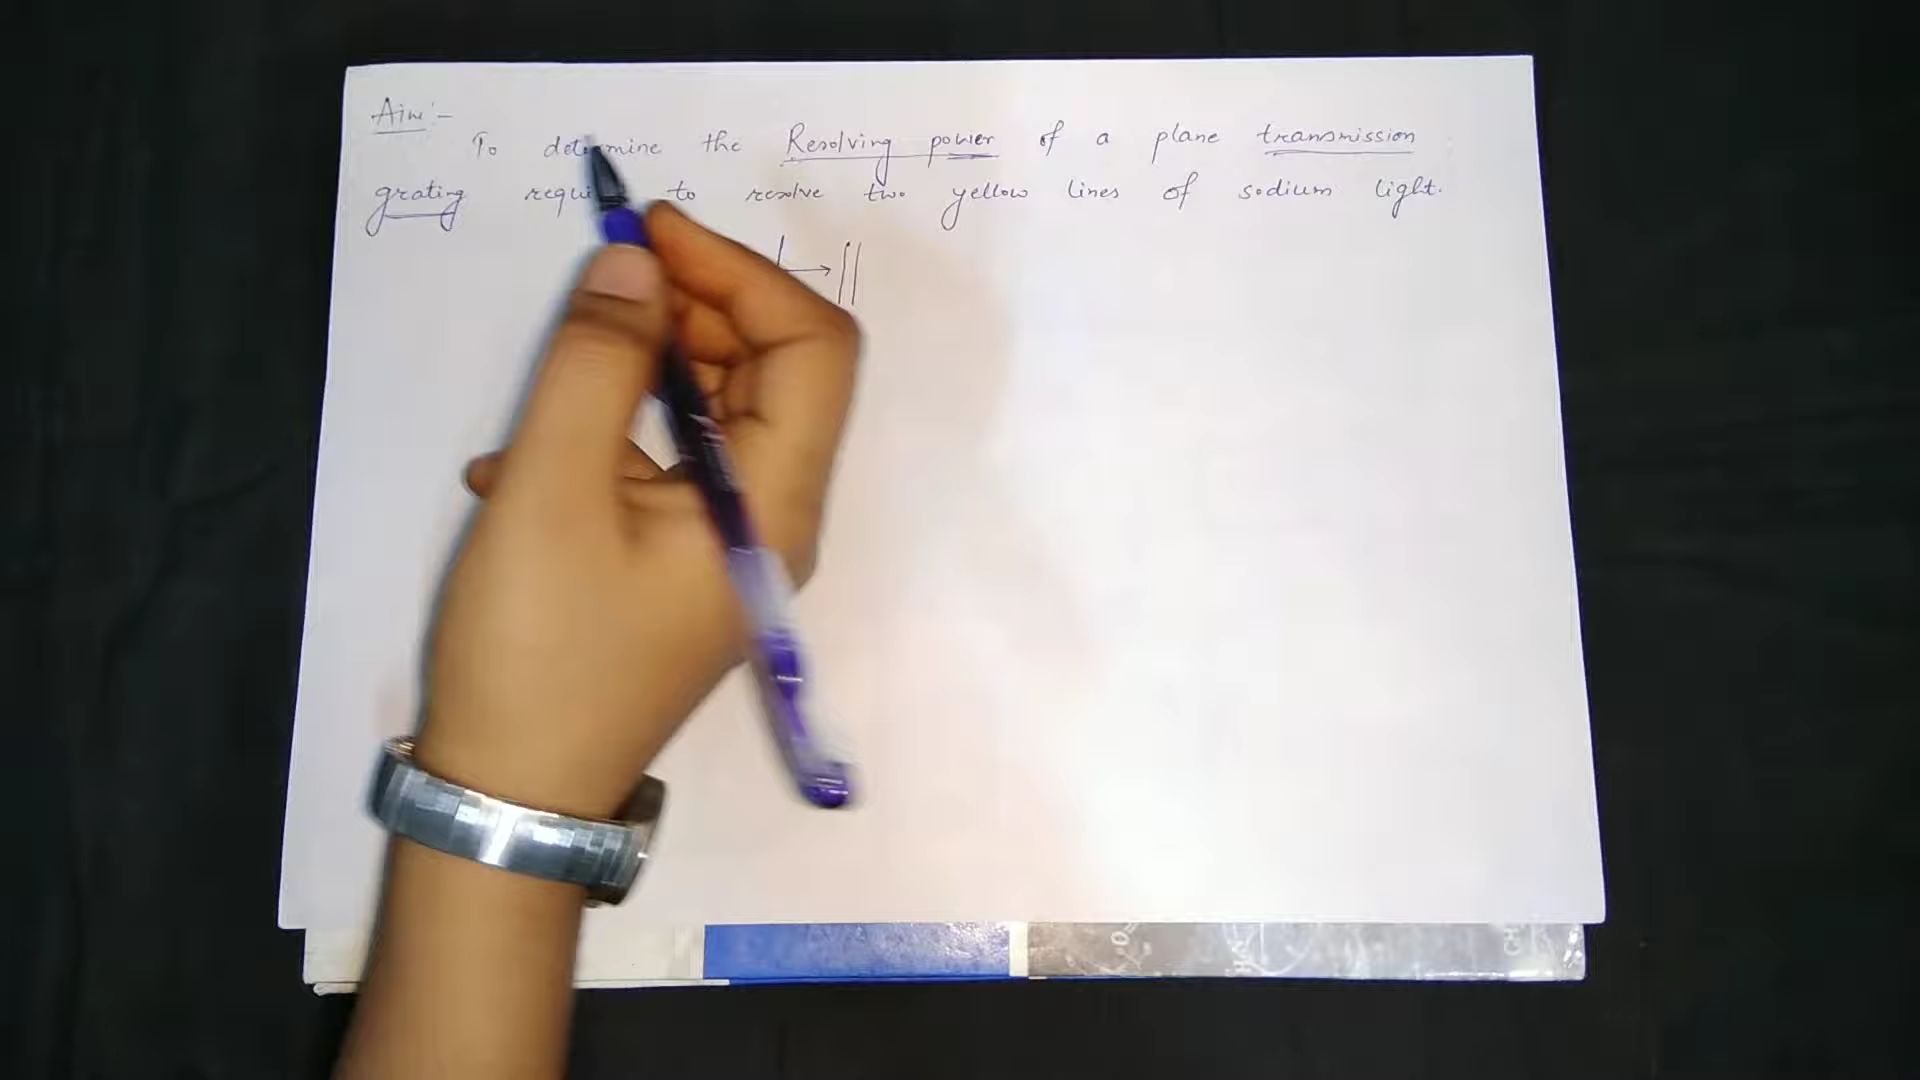 Aim:-
To determine the Resolving power of a plane transmission
grating to resolve two yellow lines of sodium light.